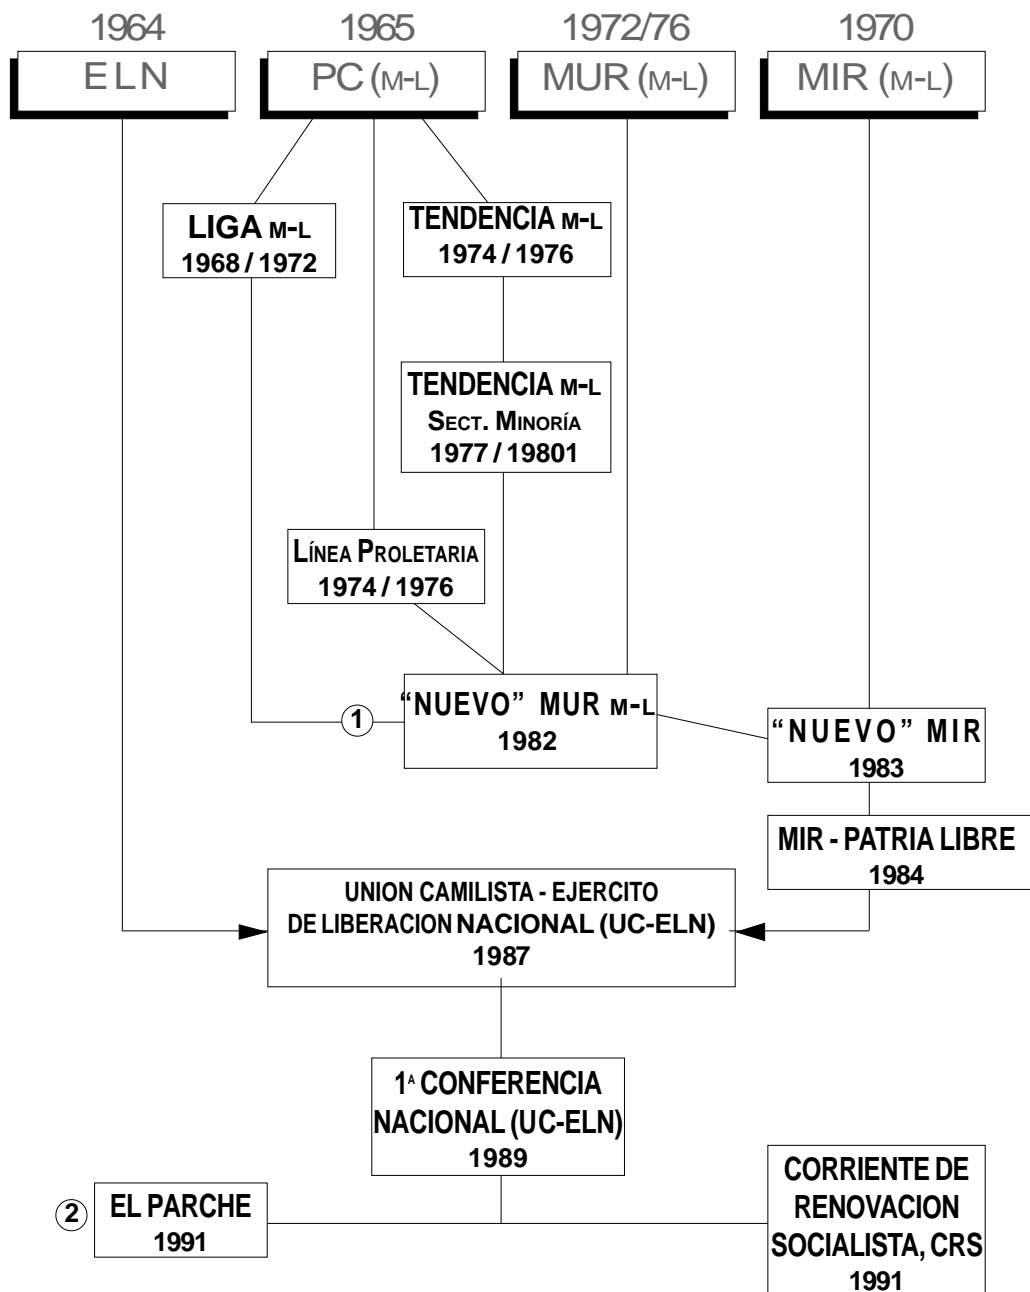 1964 1965 1972/76 1970
ELN PC (M-L) MUR (M-L) MIR (M-L)
LIGA M-L
1968 / 1972
TENDENCIA M-L
1974 / 1976
TENDENCIA M-L
SECT. MINORÍA
1977 / 19801
LÍNEA PROLETARIA
1974 / 1976
1
“NUEVO” MUR M-L
1982
“NUEVO” MIR
1983
MIR - PATRIA LIBRE
1984
UNION CAMILISTA - EJERCITO
DE LIBERACION NACIONAL (UC-ELN)
1987
1ª CONFERENCIA
NACIONAL (UC-ELN)
1989
2
EL PARCHE
1991
CORRIENTE DE
RENOVACION
SOCIALISTA, CRS
1991